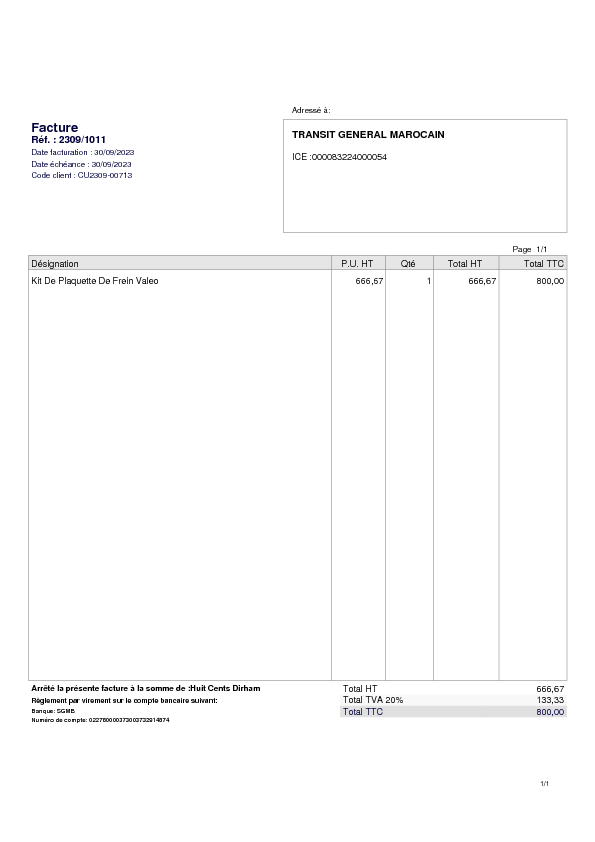 Adressé à:
Facture
Réf. : 2309/1011
Date facturation : 30/09/2023
Date échéance : 30/09/2023
Code client : CU2309-00713
TRANSIT GENERAL MAROCAIN
ICE :000083224000054
Page 1/1
Désignation P.U. HT Qté Total HT Total TTC
Kit De Plaquette De Frein Valeo 666,67 1 666,67 800,00
Arrêté la présente facture à la somme de :Huit Cents Dirham
Règlement par virement sur le compte bancaire suivant:
Banque: SGMB
Numéro de compte:
Total HT 666,67
Total TVA 20% 133,33
Total TTC 800,00
1/1